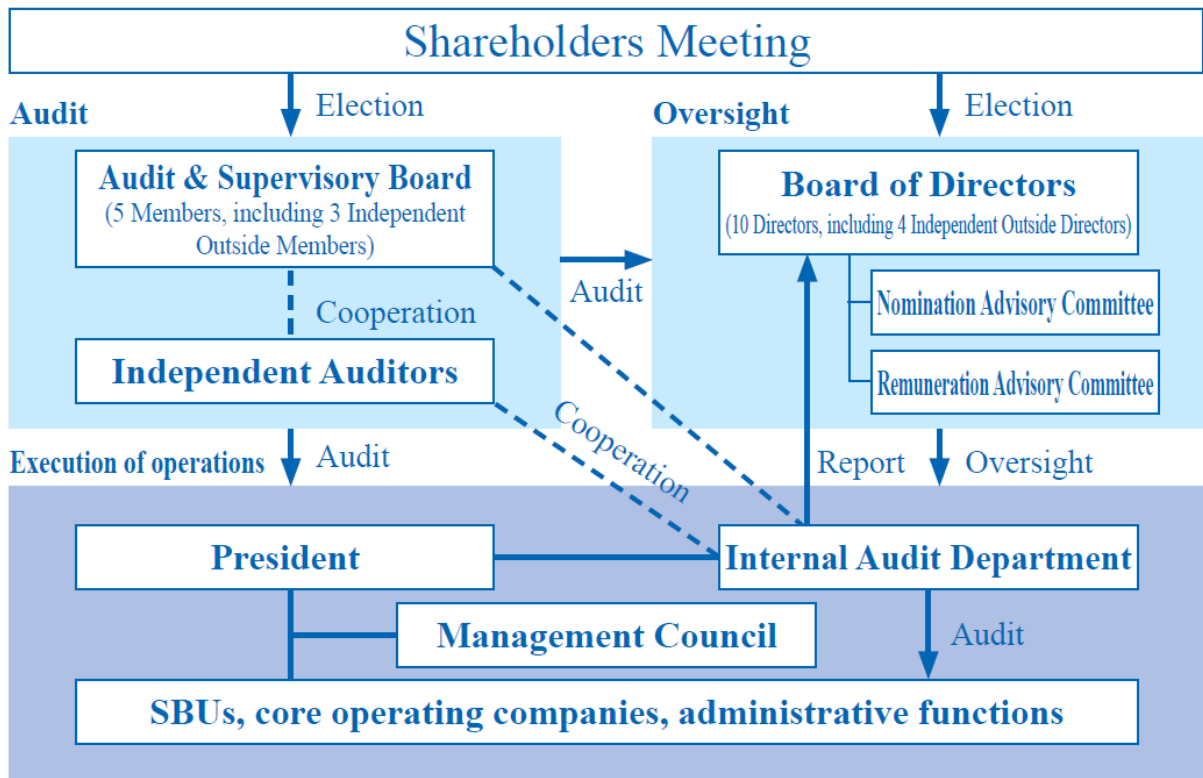 Shareholders Meeting
Election
Election
Audit
Oversight
Audit & Supervisory Board
(5 Members, including 3 Independent
Outside Members)
Board of Directors
(10 Directors, including 4 Independent Outside Directors)
Audit
Nomination Advisory Committee
Cooperation
Independent Auditors
Remuneration Advisory Committee
Cooperation
Execution of operations
Audit
Report
Oversight
President
Internal Audit Department
Management Council
Audit
SBUs, core operating companies, administrative functions